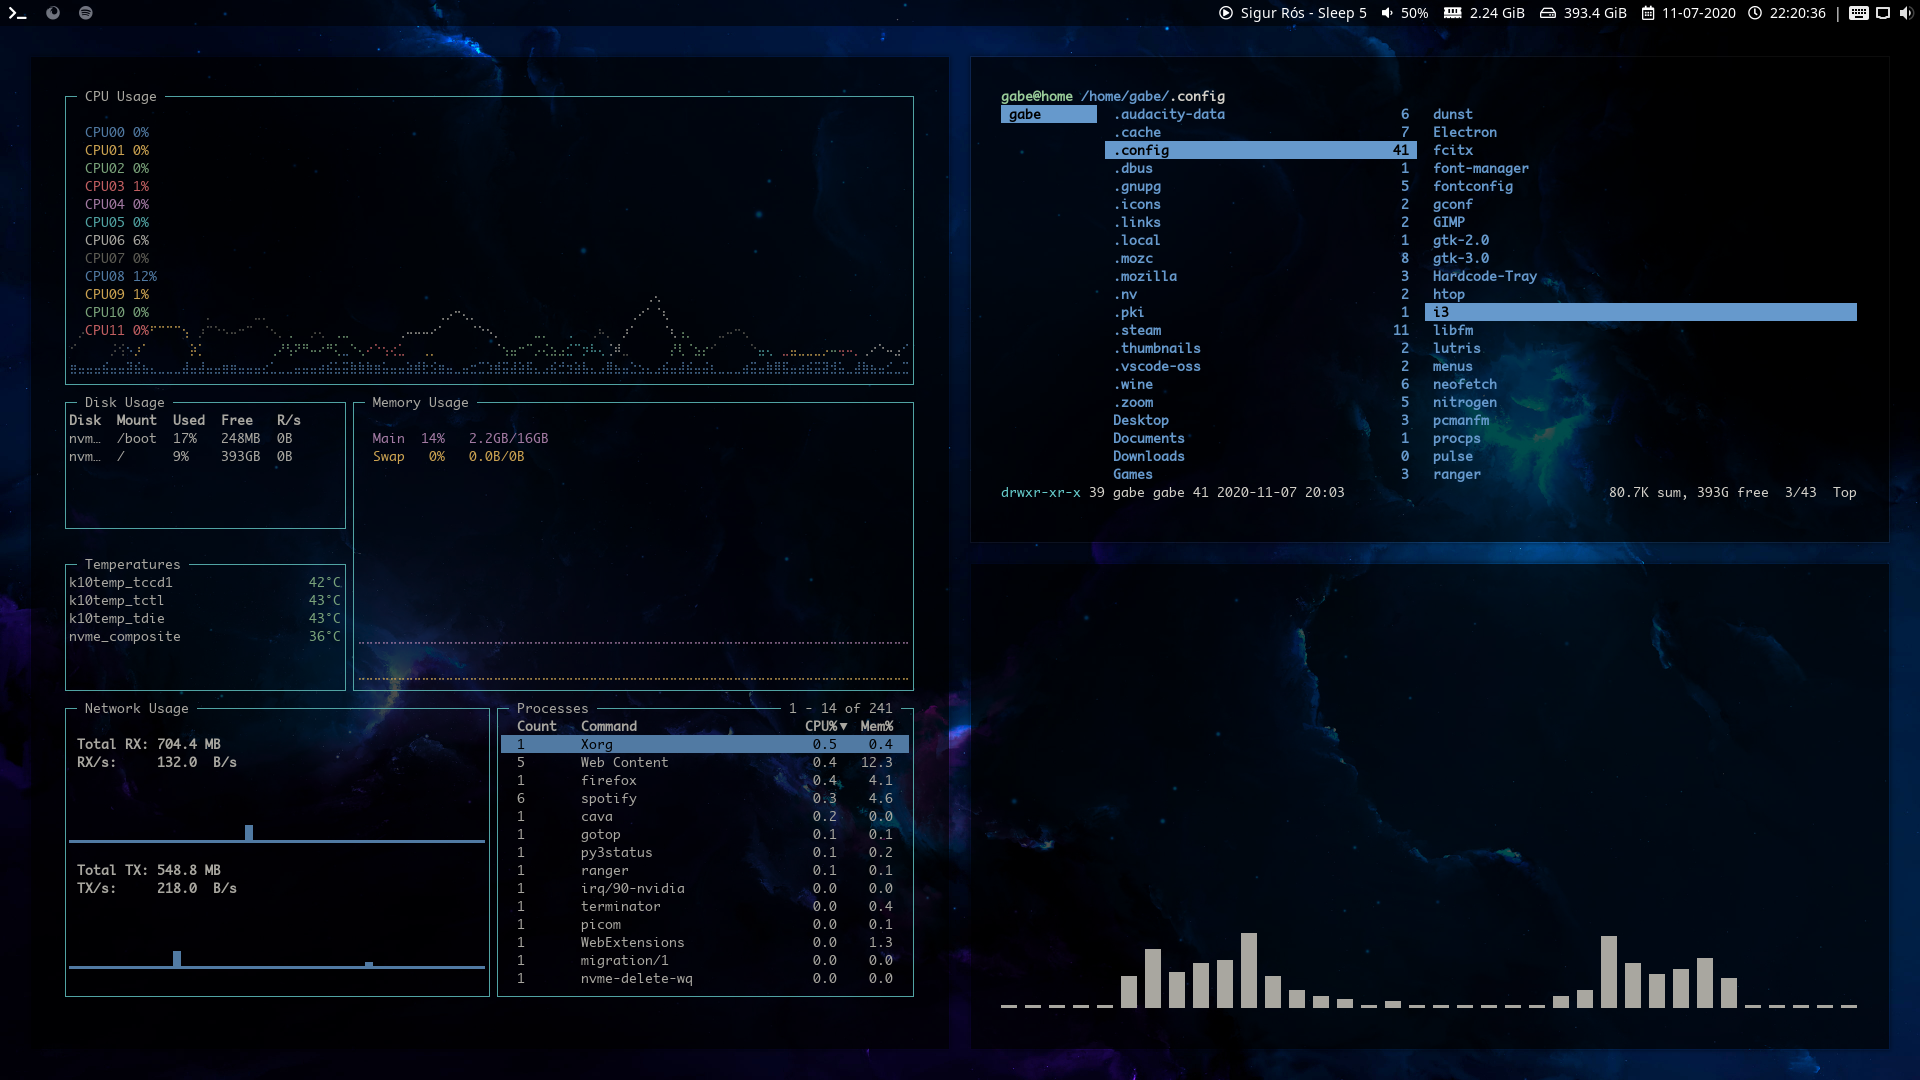 Sigur Rós - Sleep 5 50% 2.24 GiB 393.4 GiB 11-07-2020 22:20:36 |
CPU Usage
CPU00 0%
CPU01 0%
CPU02 0%
CPU03 1%
CPU04 0%
CPU05 0%
CPU06 6%
CPU07 0%
CPU08 12%
CPU09 1%
CPU10 0%
CPU11 0%
Disk Usage
Disk Mount Used Free R/s
nvm… /boot 17% 248MB 0B
nvm… / 9% 393GB 0B
Memory Usage
Main 14% 2.2GB/16GB
Swap 0% 0.0B/0B
Temperatures
k10temp_tccd1 42°C
k10temp_tctl 43°C
k10temp_tdie 43°C
nvme_composite 36°C
Network Usage
Total RX: 704.4 MB
RX/s: 132.0 B/s
Total TX: 548.8 MB
TX/s: 218.0 B/s
Processes 1 - 14 of 241
Count Command CPU%▼ Mem%
1 Xorg 0.5 0.4
5 Web Content 0.4 12.3
1 firefox 0.4 4.1
6 spotify 0.3 4.6
1 cava 0.2 0.0
1 gotop 0.1 0.1
1 py3status 0.1 0.2
1 ranger 0.1 0.1
1 irq/90-nvidia 0.0 0.0
1 terminator 0.0 0.4
1 picom 0.0 0.1
1 WebExtensions 0.0 1.3
1 migration/1 0.0 0.0
1 nvme-delete-wq 0.0 0.0
gabe@home /home/gabe/.config
gabe .audacity-data 6 dunst
.cache 7 Electron
.config 41 fcitx
.dbus 1 font-manager
.gnupg 5 fontconfig
.icons 2 gconf
.links 2 GIMP
.local 1 gtk-2.0
.mozc 8 gtk-3.0
.mozilla 3 Hardcode-Tray
.nv 2 htop
.pki 1 i3
.steam 11 libfm
.thumbnails 2 lutris
.vscode-oss 2 menus
.wine 6 neofetch
.zoom 5 nitrogen
Desktop 3 pcmanfm
Documents 1 procps
Downloads 0 pulse
Games 3 ranger
drwxr-xr-x 39 gabe gabe 41 2020-11-07 20:03 80.7K sum, 393G free 3/43 Top